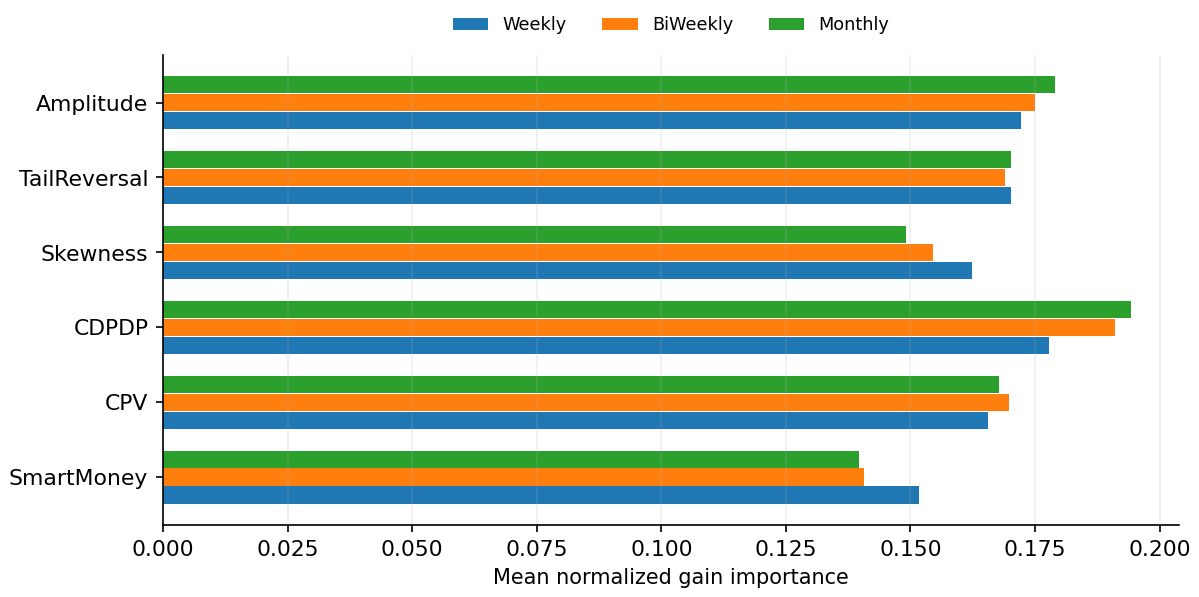 Weekly BiWeekly Monthly
Amplitude
TailReversal
Skewness
CDPDP
CPV
SmartMoney
0.000 0.025 0.050 0.075 0.100 0.125 0.150 0.175 0.200
Mean normalized gain importance